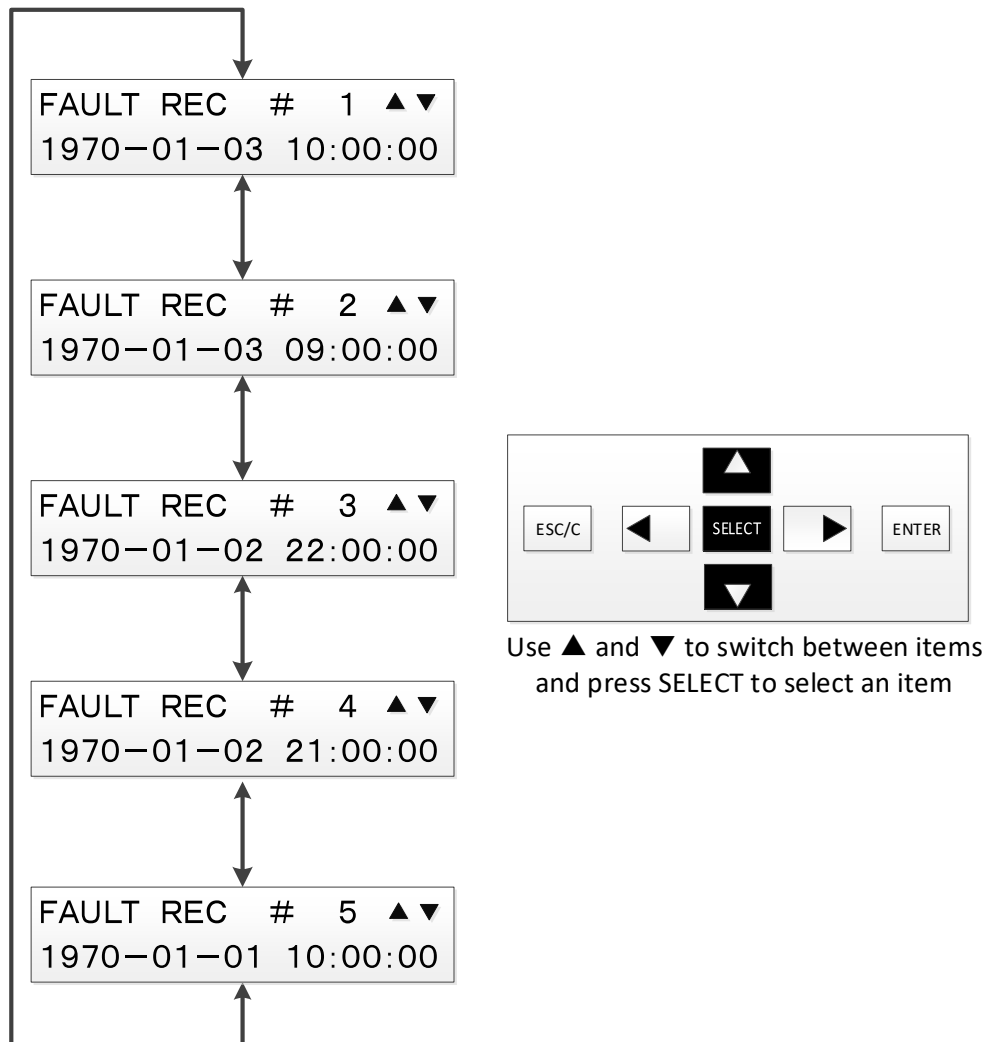 FAULT REC # 1 ▲▼
1970-01-03 10:00:00
FAULT REC # 2 ▲▼
1970-01-03 09:00:00
FAULT REC # 3 ▲▼
1970-01-02 22:00:00
FAULT REC # 4 ▲▼
1970-01-02 21:00:00
FAULT REC # 5 ▲▼
1970-01-01 10:00:00
ESC/C ◀ SELECT ▶ ENTER
Use ▲ and ▼ to switch between items
and press SELECT to select an item